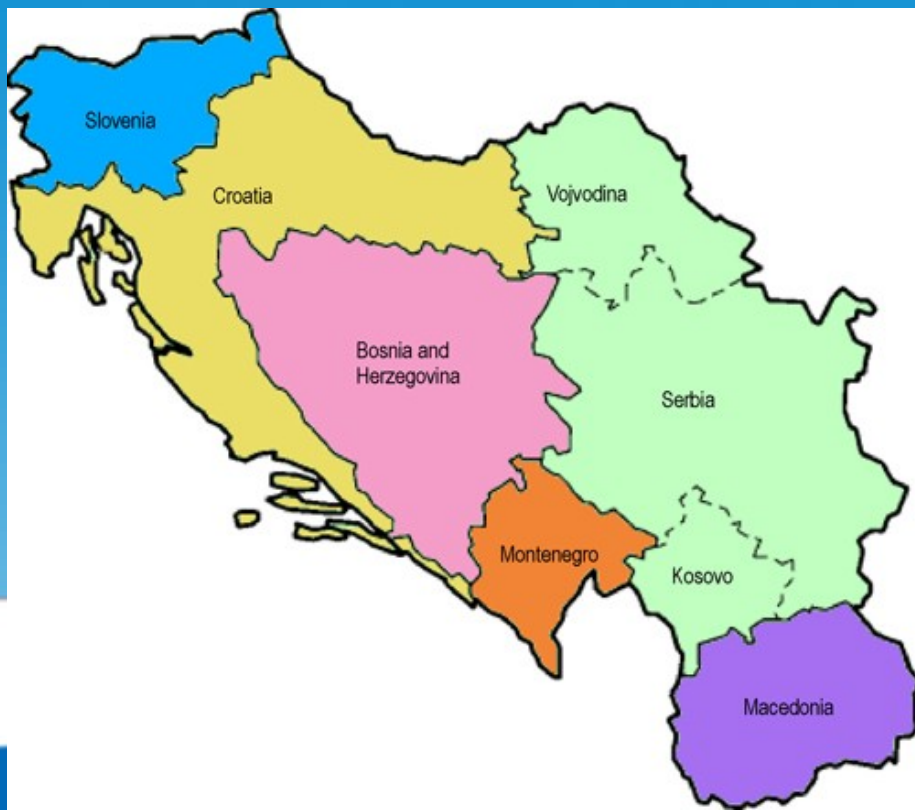 Slovenia
Croatia
Vojvodina
Bosnia and
Herzegovina
Serbia
Montenegro
Kosovo
Macedonia